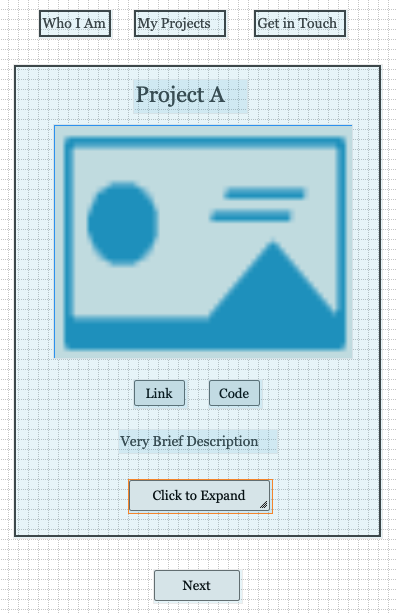 Who I Am
My Projects
Get in Touch
Project A
Link
Code
Very Brief Description
Click to Expand
Next